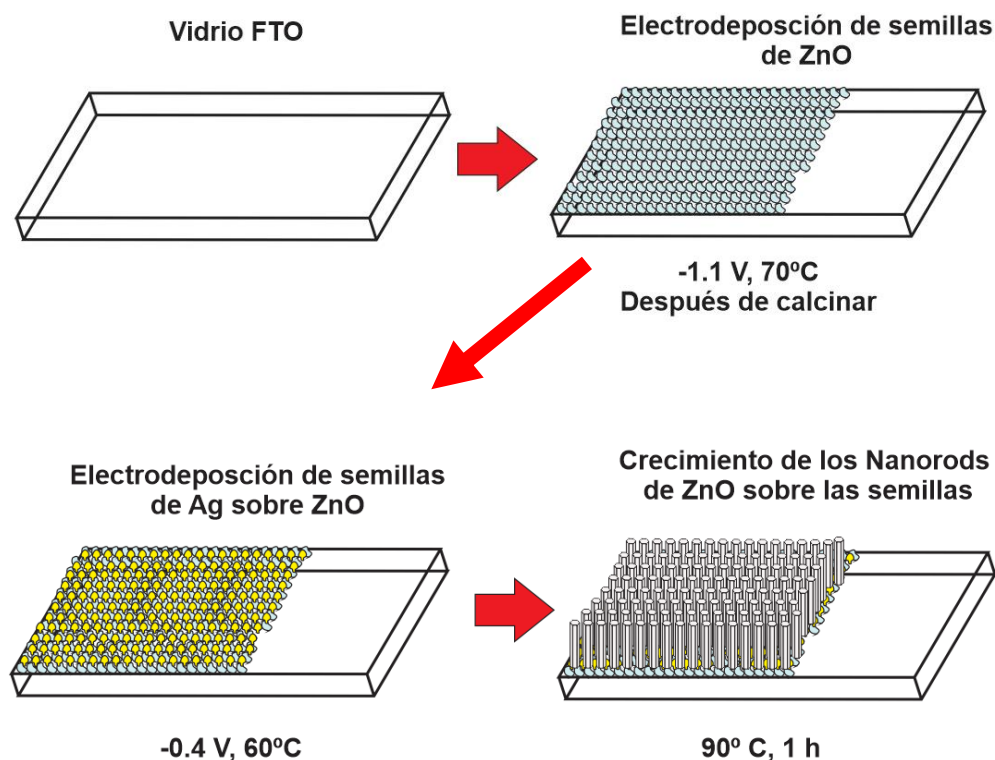 Vidrio FTO
Electrodeposción de semillas
de ZnO
-1.1 V, 70ºC
Después de calcinar
Electrodeposción de semillas
de Ag sobre ZnO
-0.4 V, 60ºC
Crecimiento de los Nanorods
de ZnO sobre las semillas
90º C, 1 h